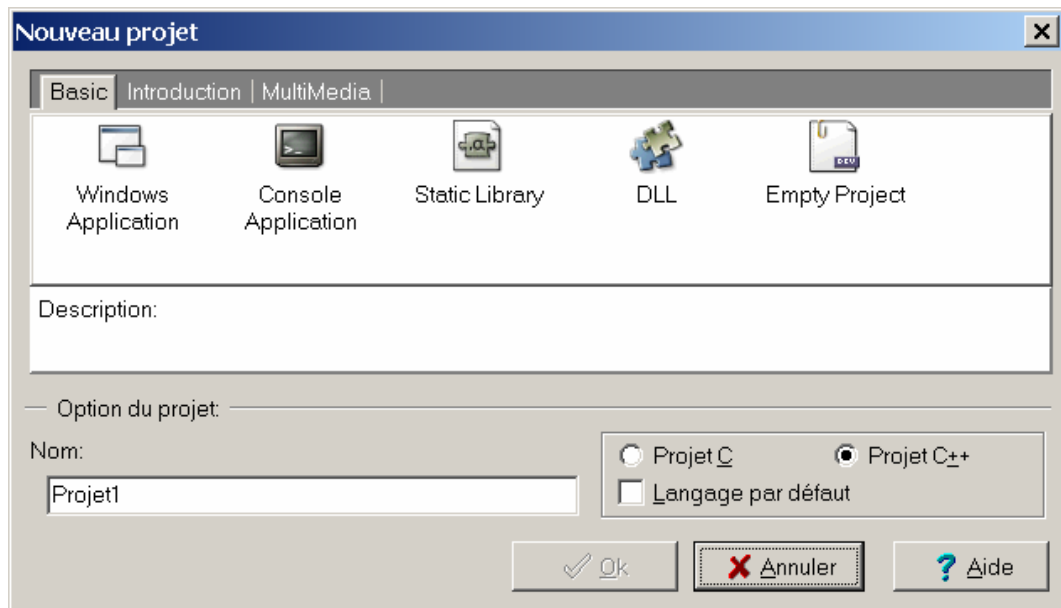 Nouveau projet
Basic Introduction MultiMedia
Windows Application
Console Application
Static Library
DLL
Empty Project
DEV
Description:
Option du projet:
Nom:
Projet1
Projet C
Projet C++
Langage par défaut
Ok
Annuler
Aide